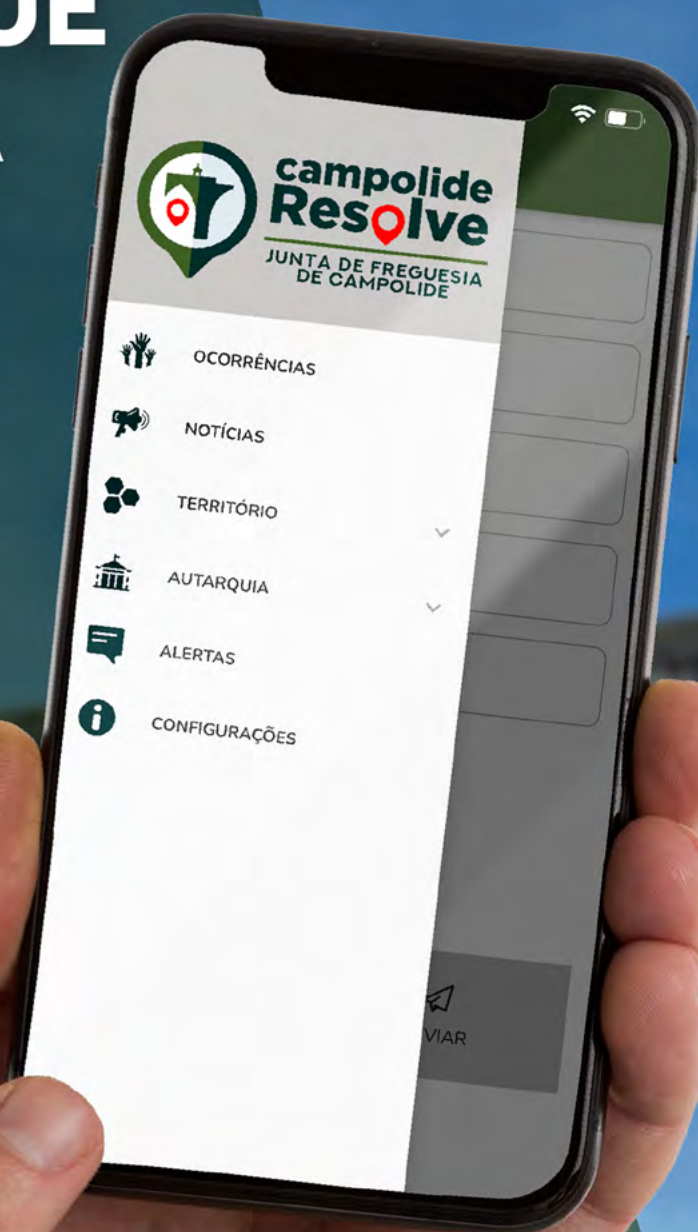 UE
A
campolide
Resolve
JUNTA DE FREGUESIA
DE CAMPOLIDE
OCORRÊNCIAS
NOTÍCIAS
TERRITÓRIO
AUTARQUIA
ALERTAS
CONFIGURAÇÕES
VIAR